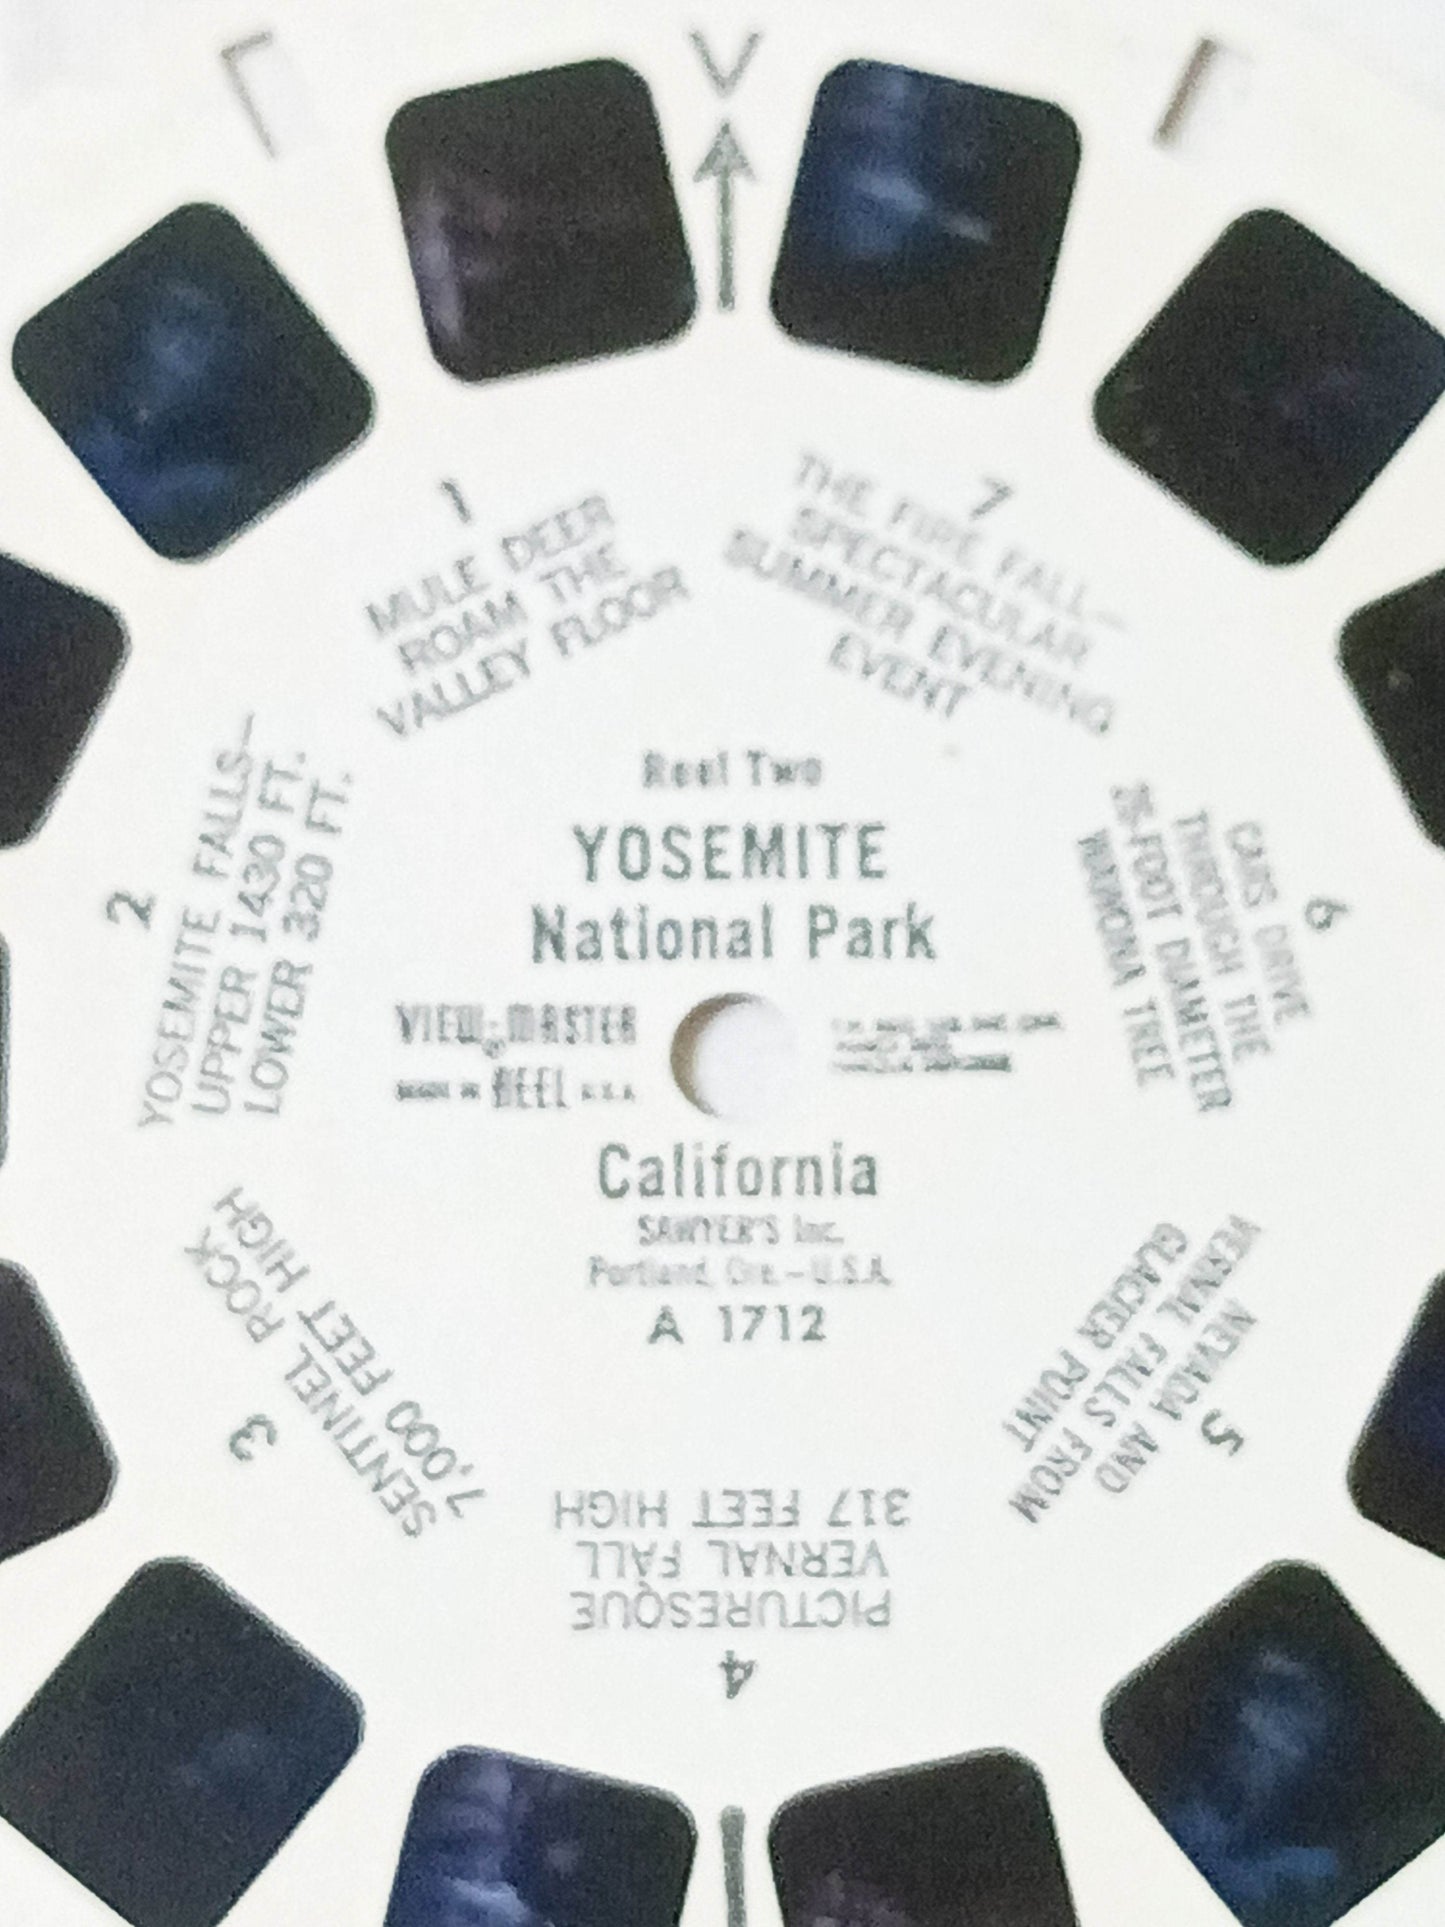 V
1
MULE DEER
ROAM THE
VALLEY FLOOR
7
THE FIRE FALL—
SPECTACULAR
SUMMER EVENING
EVENT
2
YOSEMITE FALLS—
UPPER 1430 FT.
LOWER 320 FT.
6
CARS DRIVE
THROUGH THE
26-FOOT DIAMETER
WAWONA TREE
Reel Two
YOSEMITE
National Park
VIEW-MASTER
®
MADE IN REEL U.S.A.
California
SAWYER'S Inc.
Portland, Ore.–U.S.A.
A 1712
3
SENTINEL ROCK
7,000 FEET HIGH
5
NEVADA AND
VERNAL FALLS FROM
GLACIER POINT
4
PICTURESQUE
VERNAL FALL
317 FEET HIGH